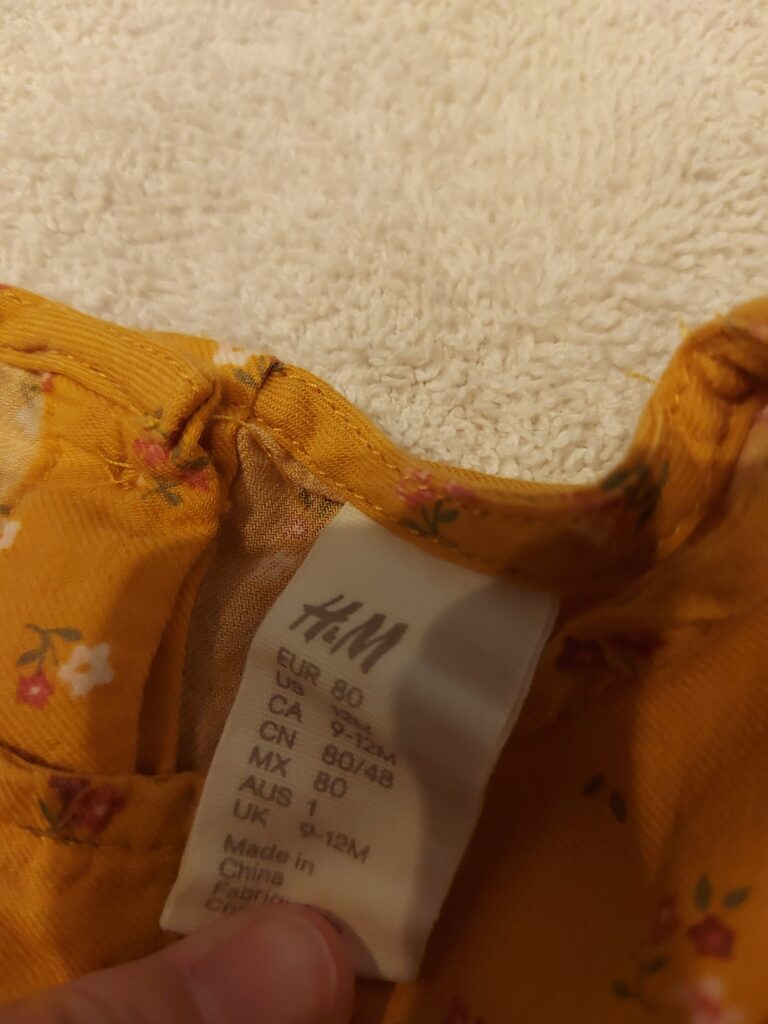 H&M
EUR 80
US 12M
CA 9-12M
CN 80/48
MX 80
AUS 1
UK 9-12M
Made in
China